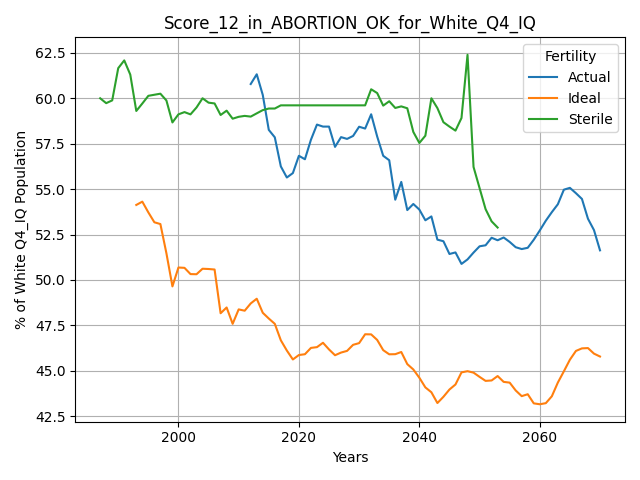 Score_12_in_ABORTION_OK_for_White_Q4_IQ
% of White Q4_IQ Population
62.5
60.0
57.5
55.0
52.5
50.0
47.5
45.0
42.5
Fertility
Actual
Ideal
Sterile
2000
2020
2040
2060
Years